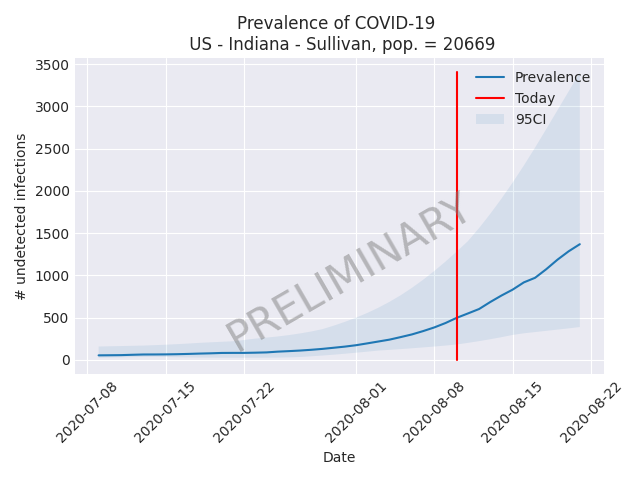 Prevalence of COVID-19
US - Indiana - Sullivan, pop. = 20669
3500
3000
2500
2000
1500
1000
500
0
# undetected infections
Prevalence
Today
95CI
PRELIMINARY
2020-07-08
2020-07-15
2020-07-22
2020-08-01
2020-08-08
2020-08-15
2020-08-22
Date